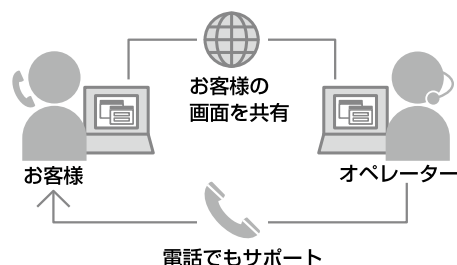 お客様の
画面を共有
お客様
オペレーター
電話でもサポート